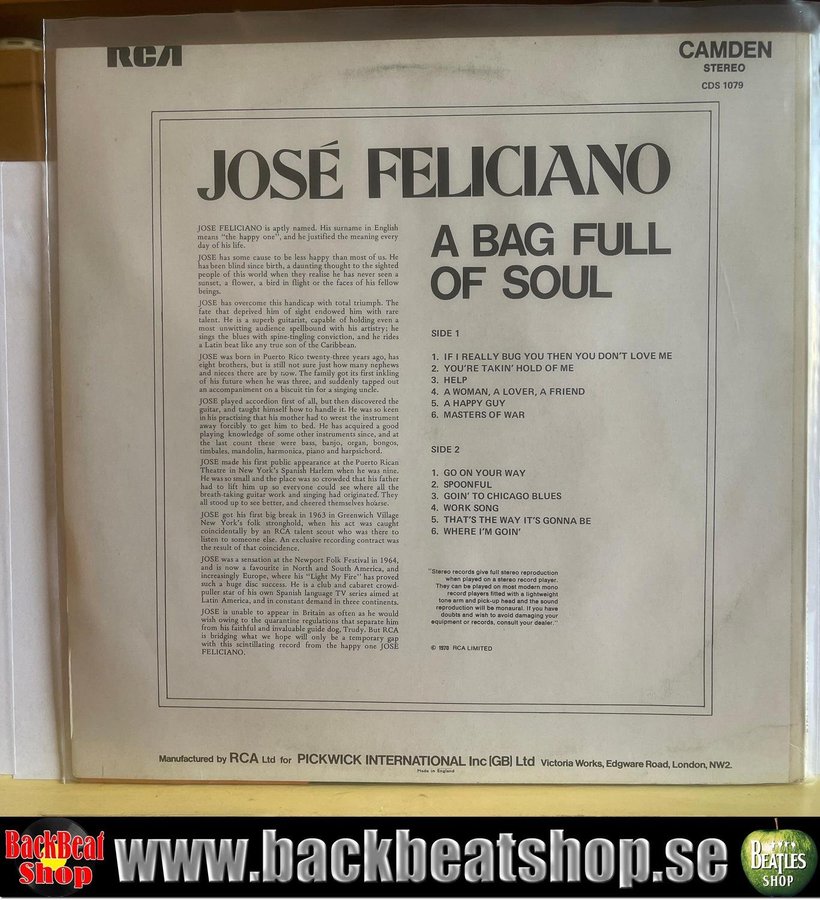 RCA
CAMDEN
STEREO
CDS 1079
JOSÉ FELICIANO
JOSE FELICIANO is aptly named. His surname in English
means "the happy one", and he justified the meaning every
day of his life.
JOSE has some cause to be less happy than most of us. He
has been blind since birth, a daunting thought to the sighted
people of this world when they realise he has never seen a
sunset, a flower, a bird in flight or the faces of his fellow
beings.
JOSE has overcome this handicap with total triumph. The
fate that deprived him of sight endowed him with rare
talent. He is a superb guitarist, capable of holding even a
most unwitting audience spellbound with his artistry; he
sings the blues with spine-tingling conviction, and he rides
a Latin beat like any true son of the Caribbean.
JOSE was born in Puerto Rico twenty-three years ago, has
eight brothers, but is still not sure just how many nephews
and nieces there are by now. The family got its first inkling
of his future when he was three, and suddenly tapped out
an accompaniment on a biscuit tin for a singing uncle.
JOSE played accordion first of all, but then discovered the
guitar, and taught himself how to handle it. He was so keen
in his practising that his mother had to wrest the instrument
away forcibly to get him to bed. He has acquired a good
playing knowledge of some other instruments since, and at
the last count these were bass, banjo, organ, bongos,
timbales, mandolin, harmonica, piano and harpsichord.
JOSE made his first public appearance at the Puerto Rican
Theatre in New York's Spanish Harlem when he was nine.
He was so small and the place was so crowded that his father
had to lift him up so everyone could see where all the
breath-taking guitar work and singing had originated. They
all stood up to see better, and cheered themselves hoarse.
JOSE got his first big break in 1963 in Greenwich Village
New York's folk stronghold, when his act was caught
coincidentally by an RCA talent scout who was there to
listen to someone else. An exclusive recording contract was
the result of that coincidence.
JOSE was a sensation at the Newport Folk Festival in 1964,
and is now a favourite in North and South America, and
increasingly Europe, where his "Light My Fire" has proved
such a huge disc success. He is a club and cabaret crowd-
puller star of his own Spanish language TV series aimed at
Latin America, and in constant demand in three continents.
JOSE is unable to appear in Britain as often as he would
wish owing to the quarantine regulations that separate him
from his faithful and invaluable guide dog, Trudy. But RCA
is bridging what we hope will only be a temporary gap
with this scintillating record from the happy one JOSÉ
FELICIANO.
A BAG FULL
OF SOUL
SIDE 1
1. IF I REALLY BUG YOU THEN YOU DON'T LOVE ME
2. YOU'RE TAKIN' HOLD OF ME
3. HELP
4. A WOMAN, A LOVER, A FRIEND
5. A HAPPY GUY
6. MASTERS OF WAR
SIDE 2
1. GO ON YOUR WAY
2. SPOONFUL
3. GOIN' TO CHICAGO BLUES
4. WORK SONG
5. THAT'S THE WAY IT'S GONNA BE
6. WHERE I'M GOIN'
"Stereo records give full stereo reproduction
when played on a stereo record player.
They can be played on most modern mono
record players fitted with a lightweight
tone arm and pick-up head and the sound
reproduction will be monaural. If you have
doubts and wish to avoid damaging your
equipment or records, consult your dealer."
© 1970 RCA LIMITED
Manufactured by RCA Ltd for PICKWICK INTERNATIONAL Inc [GB] Ltd Victoria Works, Edgware Road, London, NW2.
Made in England
BackBeat
Shop
www.backbeatshop.se
BEATLES
SHOP